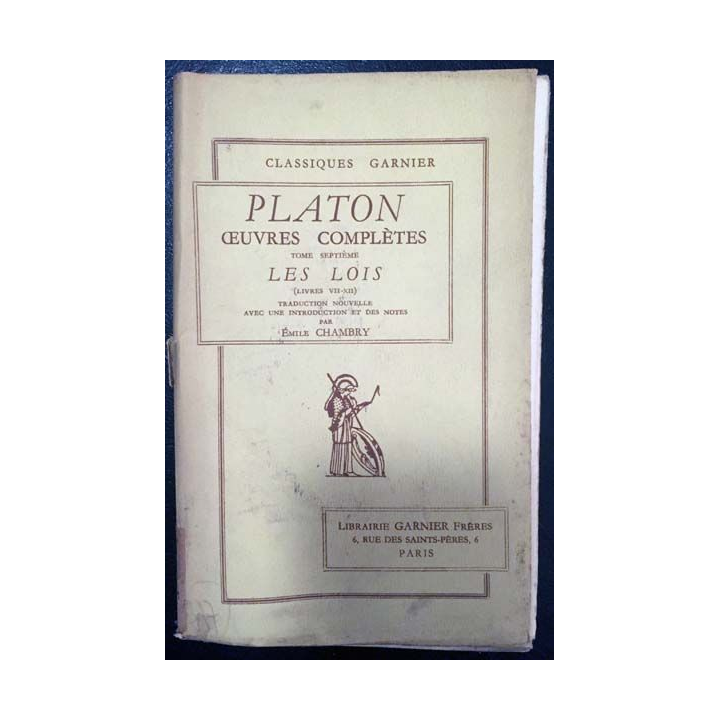 CLASSIQUES GARNIER
PLATON
ŒUVRES COMPLÈTES
TOME SEPTIÈME
LES LOIS
(LIVRES VII-XII)
TRADUCTION NOUVELLE
AVEC UNE INTRODUCTION ET DES NOTES
PAR
ÉMILE CHAMBRY
LIBRAIRIE GARNIER FRÈRES
6, RUE DES SAINTS-PÈRES, 6
PARIS